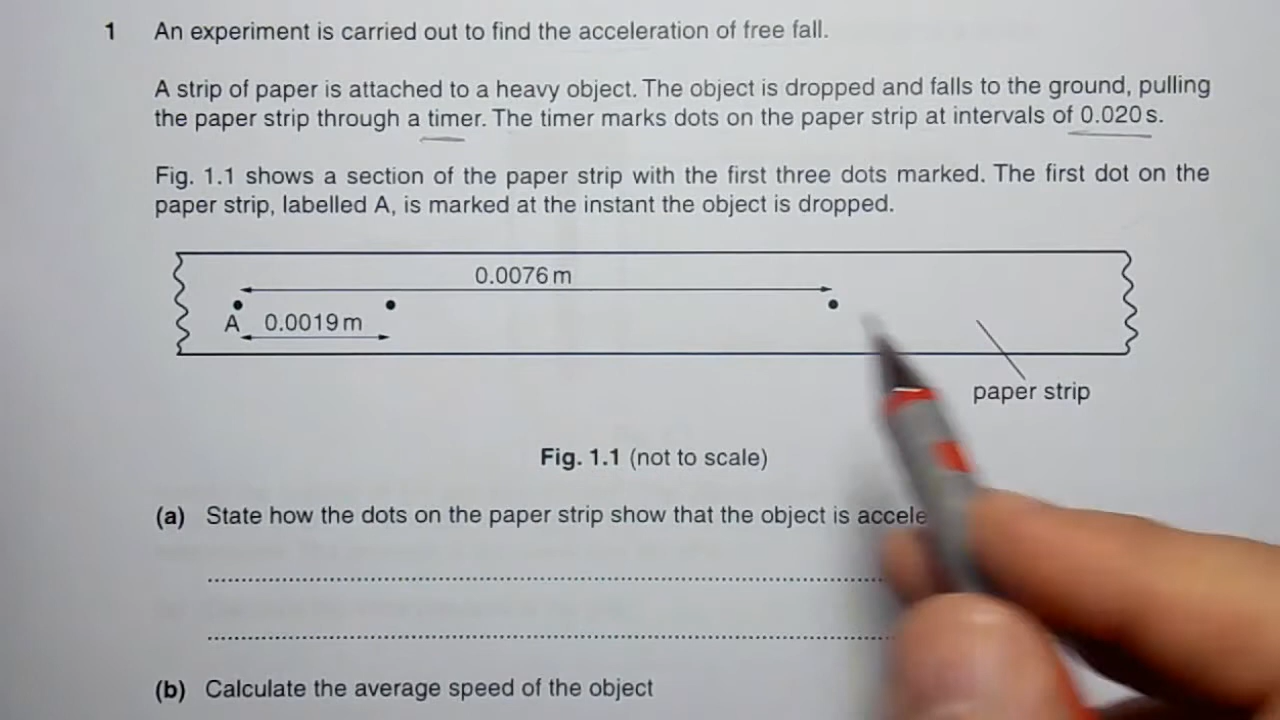 1 An experiment is carried out to find the acceleration of free fall.
A strip of paper is attached to a heavy object. The object is dropped and falls to the ground, pulling
the paper strip through a timer. The timer marks dots on the paper strip at intervals of 0.020 s.
Fig. 1.1 shows a section of the paper strip with the first three dots marked. The first dot on the
paper strip, labelled A, is marked at the instant the object is dropped.
0.0076 m
A 0.0019 m
paper strip
Fig. 1.1 (not to scale)
(a) State how the dots on the paper strip show that the object is
(b) Calculate the average speed of the object